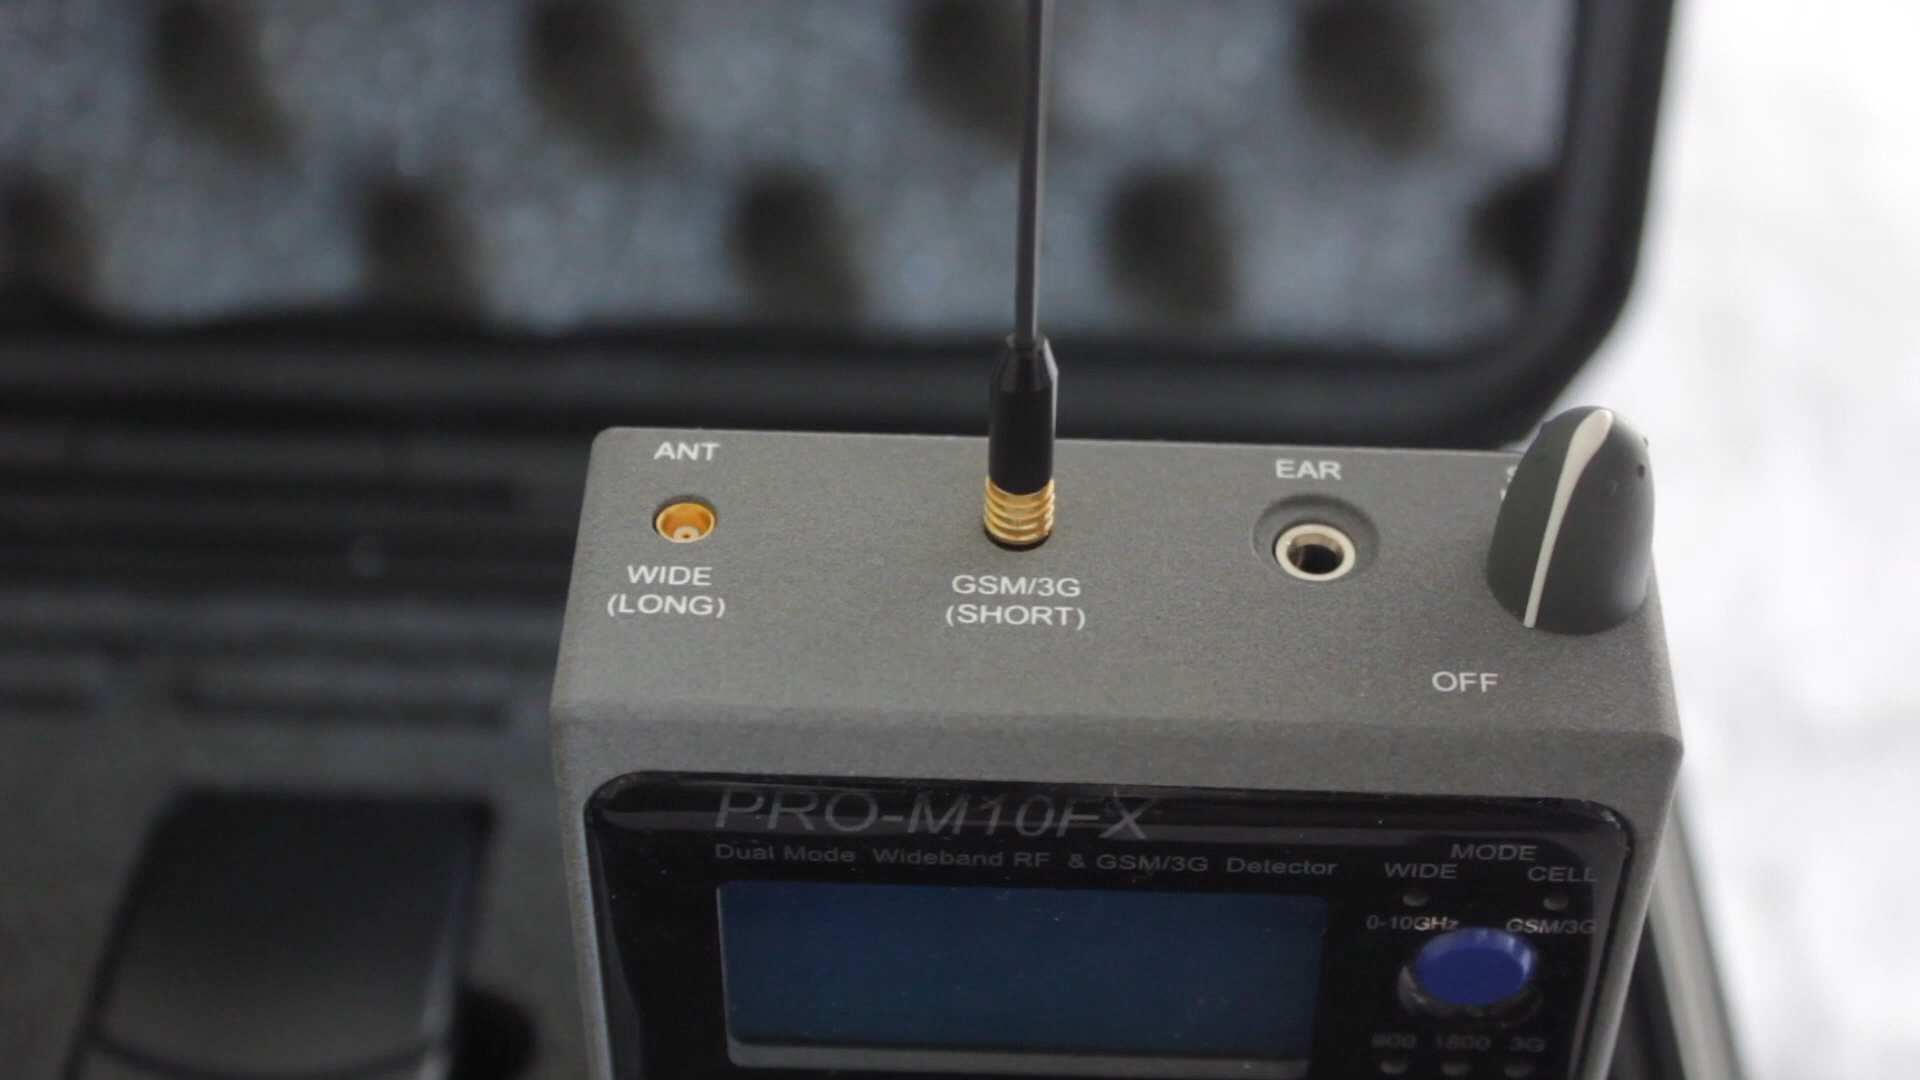 ANT
EAR
WIDE
(LONG)
GSM/3G
(SHORT)
OFF
PRO-M10FX
Dual Mode Wideband RF & GSM/3G Detector
MODE
WIDE
CELL
0-10GHz
GSM/3G
900 1800 3G